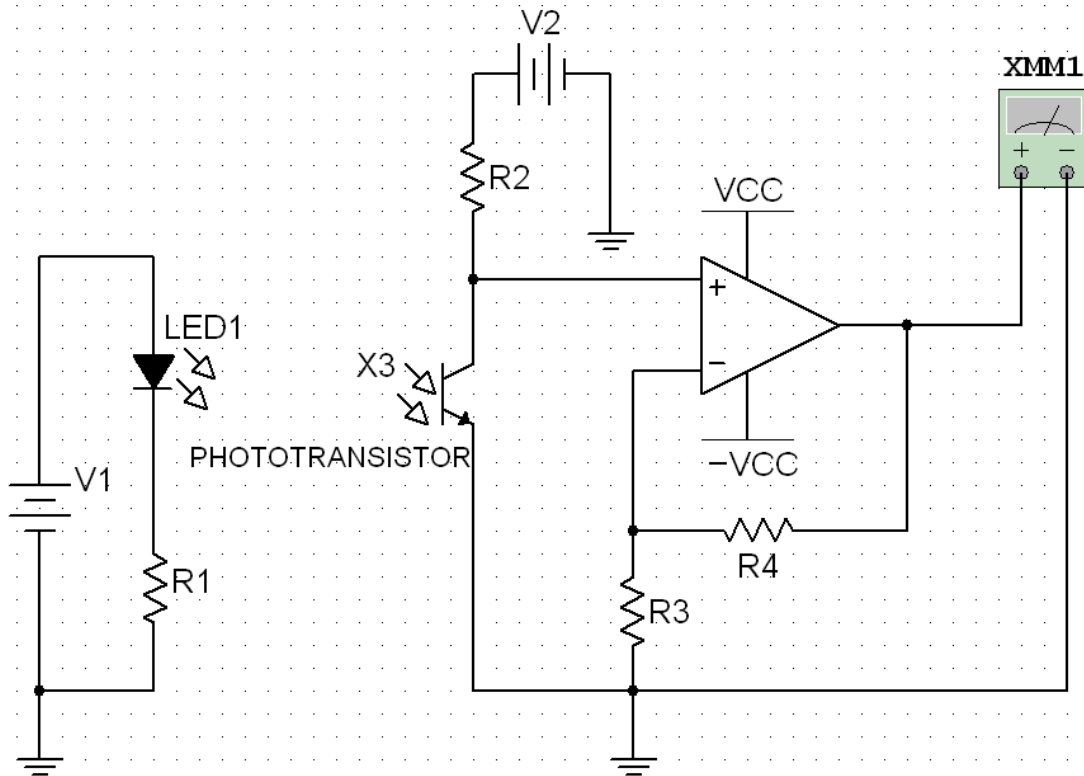 V2
XMM1
+ −
R2
VCC
LED1
+
X3
−
PHOTOTRANSISTOR
−VCC
V1
R4
R1
R3